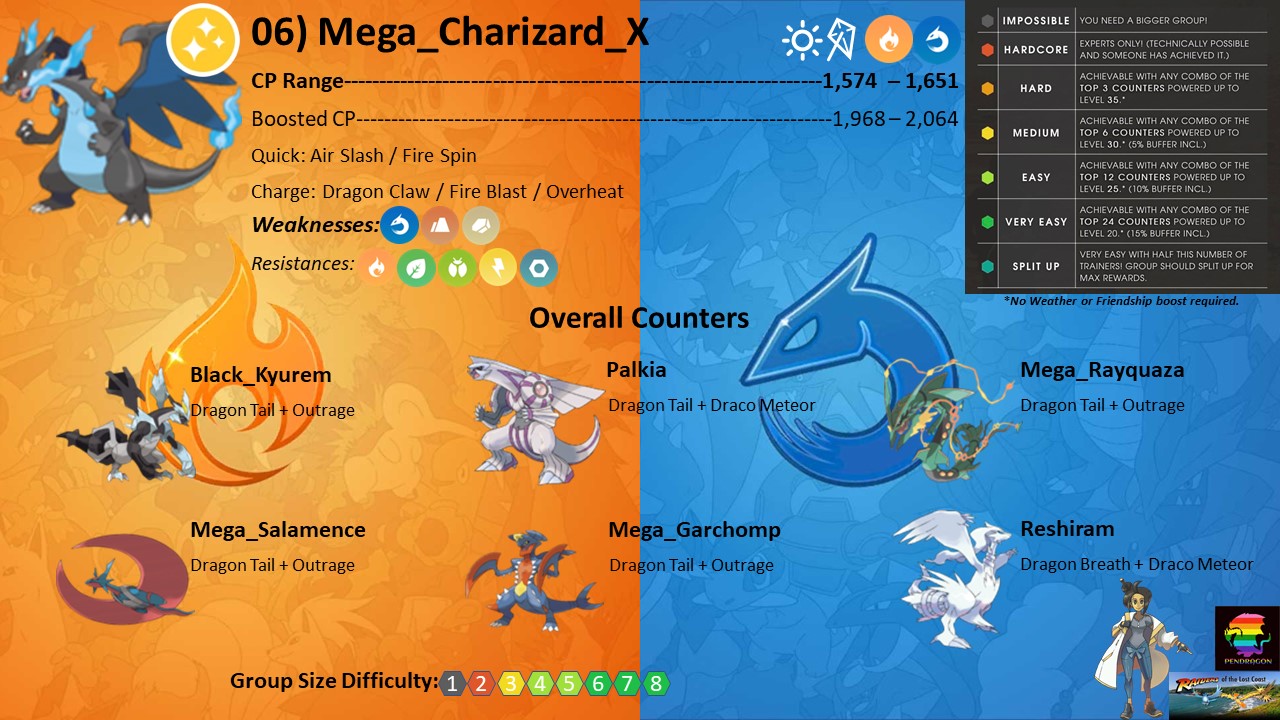 06) Mega_Charizard_X
CP Range--------------------------------------------------------------------1,574 – 1,651
Boosted CP--------------------------------------------------------------------1,968 – 2,064
Quick: Air Slash / Fire Spin
Charge: Dragon Claw / Fire Blast / Overheat
Weaknesses:
Resistances:
IMPOSSIBLE YOU NEED A BIGGER GROUP!
HARDCORE EXPERTS ONLY! (TECHNICALLY POSSIBLE
AND SOMEONE HAS ACHIEVED IT.)
HARD ACHIEVABLE WITH ANY COMBO OF THE
TOP 3 COUNTERS POWERED UP TO
LEVEL 35.*
MEDIUM ACHIEVABLE WITH ANY COMBO OF THE
TOP 6 COUNTERS POWERED UP TO
LEVEL 30.* (5% BUFFER INCL.)
EASY ACHIEVABLE WITH ANY COMBO OF THE
TOP 12 COUNTERS POWERED UP TO
LEVEL 25.* (10% BUFFER INCL.)
VERY EASY ACHIEVABLE WITH ANY COMBO OF THE
TOP 24 COUNTERS POWERED UP TO
LEVEL 20.* (15% BUFFER INCL.)
SPLIT UP VERY EASY WITH HALF THIS NUMBER OF
TRAINERS! GROUP SHOULD SPLIT UP FOR
MAX REWARDS.
*No Weather or Friendship boost required.
Overall Counters
Black_Kyurem
Dragon Tail + Outrage
Palkia
Dragon Tail + Draco Meteor
Mega_Rayquaza
Dragon Tail + Outrage
Mega_Salamence
Dragon Tail + Outrage
Mega_Garchomp
Dragon Tail + Outrage
Reshiram
Dragon Breath + Draco Meteor
Group Size Difficulty: 1 2 3 4 5 6 7 8
PENDRAGON
RAIDERS of the Lost Coast